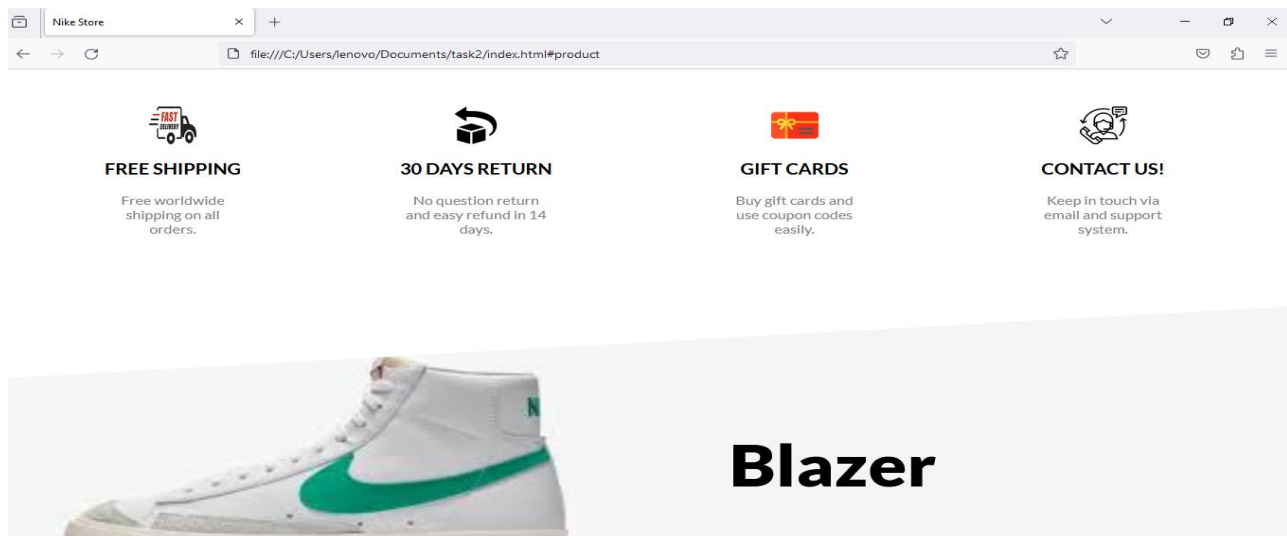 Nike Store
file:///C:/Users/lenovo/Documents/task2/index.html#product
FAST
DELIVERY
FREE SHIPPING
Free worldwide
shipping on all
orders.
30 DAYS RETURN
No question return
and easy refund in 14
days.
GIFT CARDS
Buy gift cards and
use coupon codes
easily.
CONTACT US!
Keep in touch via
email and support
system.
N
Blazer